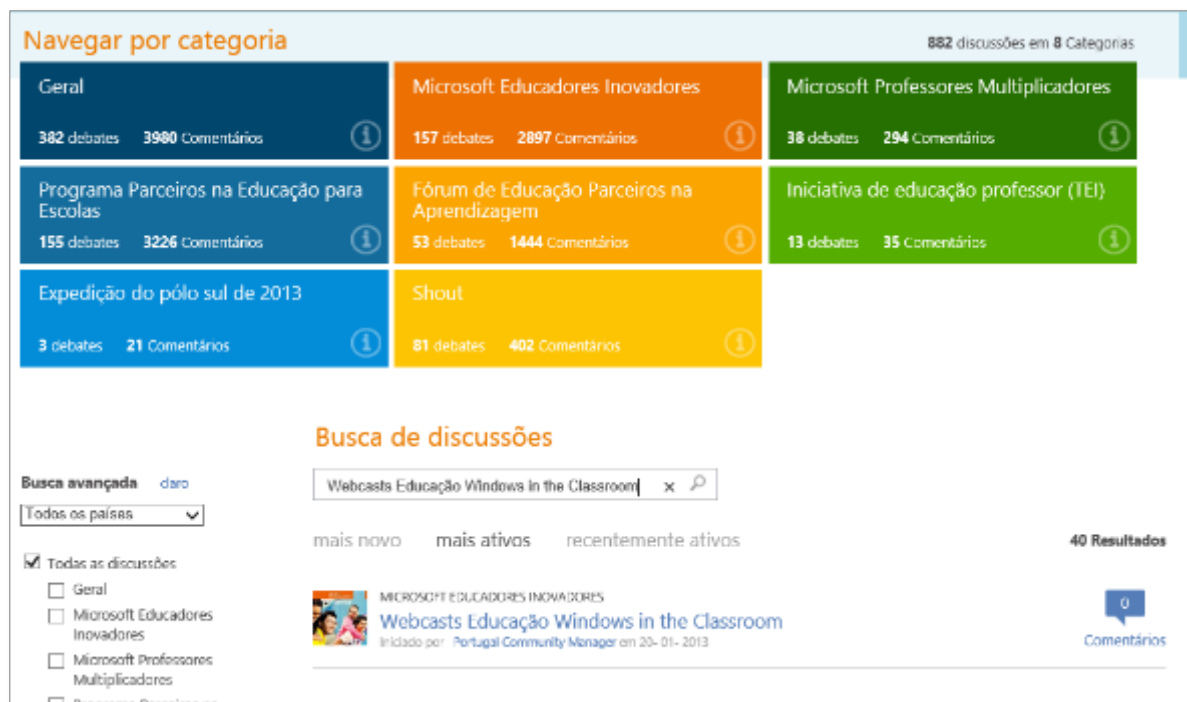 Navegar por categoria
882 discussões em 8 Categorias
Geral
382 debates 3980 Comentários
Microsoft Educadores Inovadores
157 debates 2897 Comentários
Microsoft Professores Multiplicadores
38 debates 294 Comentários
Programa Parceiros na Educação para
Escolas
155 debates 3226 Comentários
Fórum de Educação Parceiros na
Aprendizagem
53 debates 1444 Comentários
Iniciativa de educação professor (TEI)
13 debates 35 Comentários
Expedição do pólo sul de 2013
3 debates 21 Comentários
Shout
81 debates 402 Comentários
Busca de discussões
Busca avançada claro
Todos os países
Webcasts Educação Windows in the Classroom x
mais novo mais ativos recentemente ativos
40 Resultados
Todas as discussões
Geral
Microsoft Educadores
Inovadores
Microsoft Professores
Multiplicadores
MICROSOFT EDUCADORES INOVADORES
Webcasts Educação Windows in the Classroom
Iniciado por Portugal Community Manager em 20-01-2013
0
Comentários